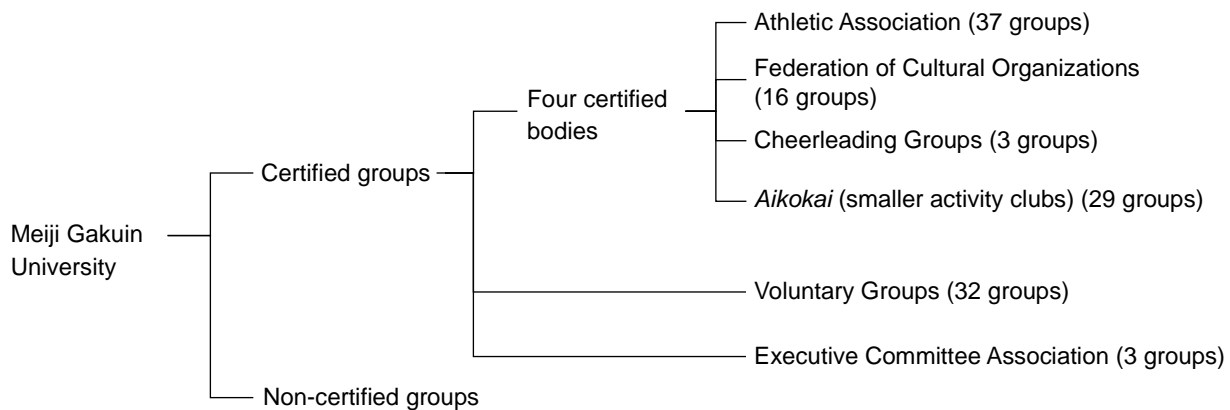 Meiji Gakuin
University
Certified groups
Non-certified groups
Four certified
bodies
Athletic Association (37 groups)
Federation of Cultural Organizations
(16 groups)
Cheerleading Groups (3 groups)
Aikokai (smaller activity clubs) (29 groups)
Voluntary Groups (32 groups)
Executive Committee Association (3 groups)